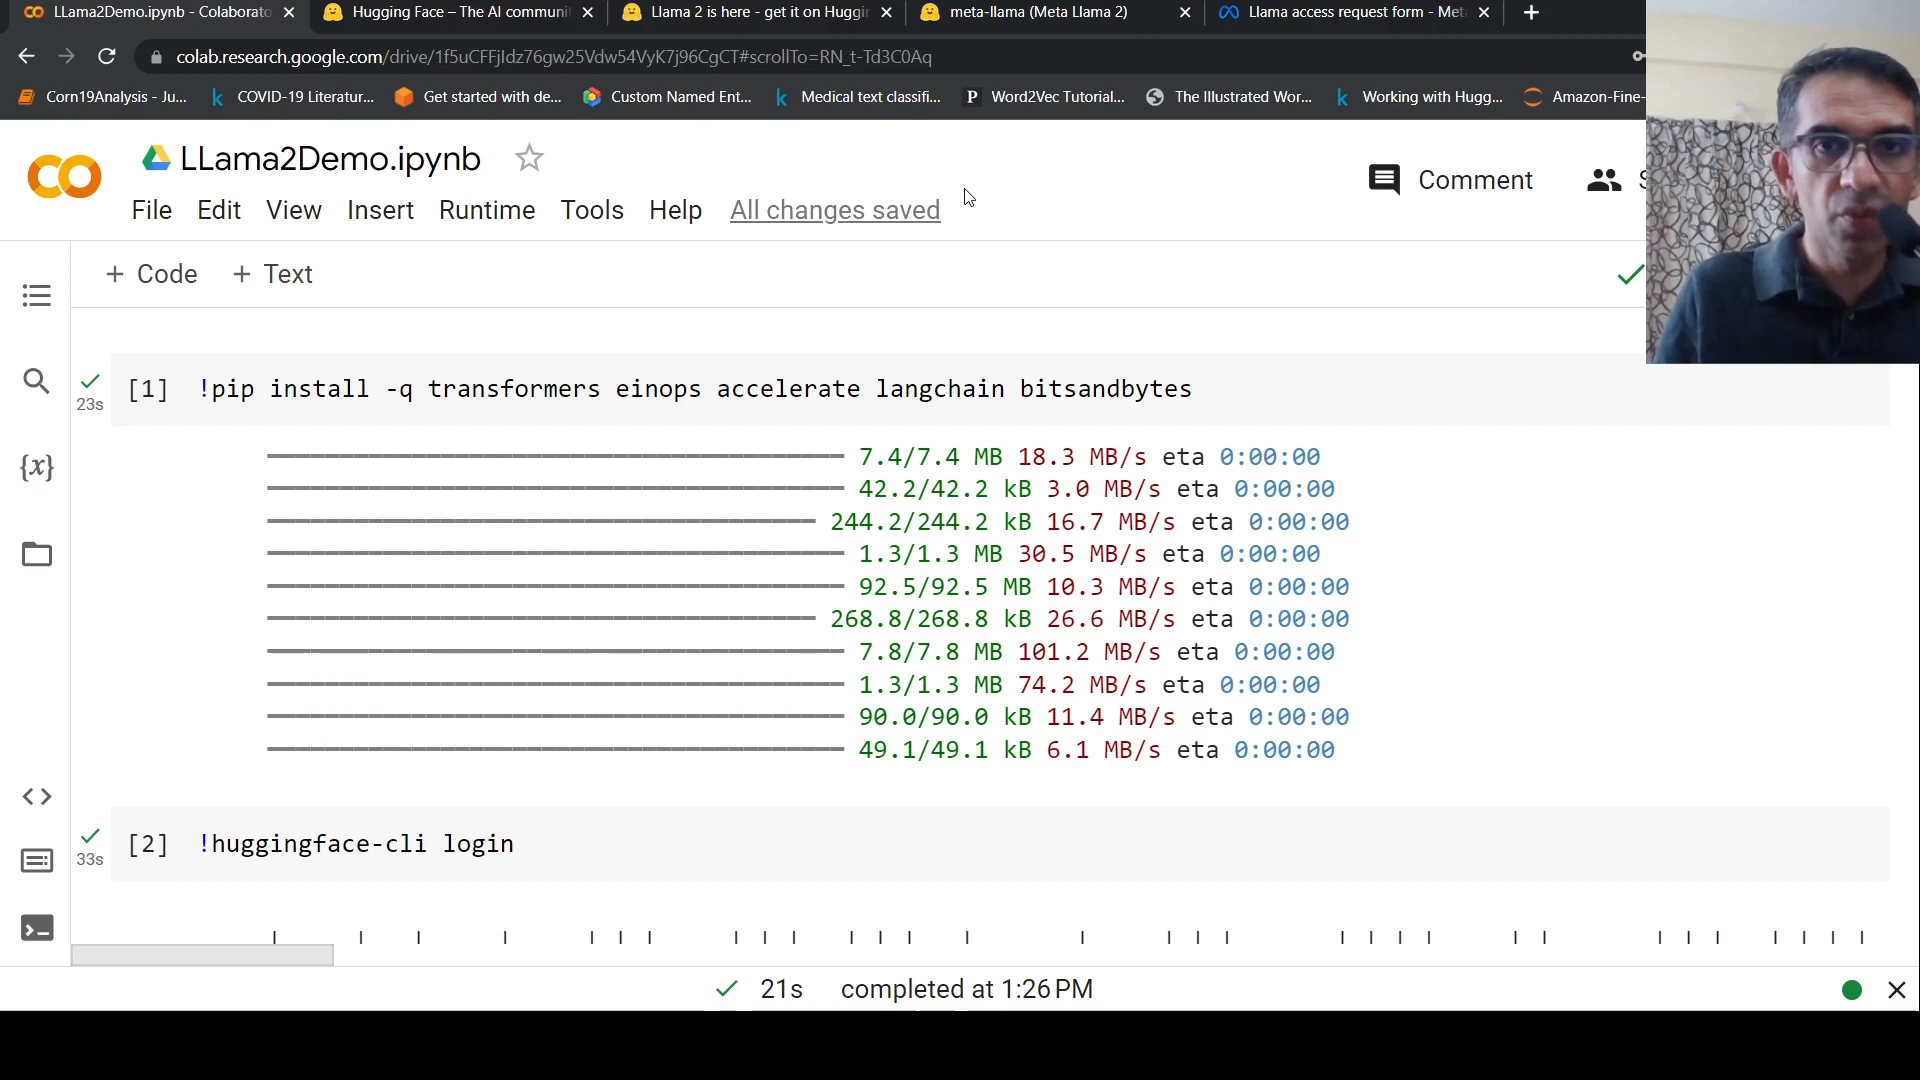 LLama2Demo.ipynb - Colaborato
Hugging Face – The AI communit
Llama 2 is here - get it on Huggin
meta-llama (Meta Llama 2)
Llama access request form - Met
colab.research.google.com/drive/1f5uCFFjIdz76gw25Vdw54VyK7j96CgCT#scrollTo=RN_t-Td3C0Aq
Corn19Analysis - Ju...
COVID-19 Literatur...
Get started with de...
Custom Named Ent...
Medical text classifi...
Word2Vec Tutorial...
The Illustrated Wor...
Working with Hugg...
Amazon-Fine-
LLama2Demo.ipynb
Comment
File Edit View Insert Runtime Tools Help All changes saved
+ Code + Text
[1] !pip install -q transformers einops accelerate langchain bitsandbytes
23s
7.4/7.4 MB 18.3 MB/s eta 0:00:00
42.2/42.2 kB 3.0 MB/s eta 0:00:00
244.2/244.2 kB 16.7 MB/s eta 0:00:00
1.3/1.3 MB 30.5 MB/s eta 0:00:00
92.5/92.5 MB 10.3 MB/s eta 0:00:00
268.8/268.8 kB 26.6 MB/s eta 0:00:00
7.8/7.8 MB 101.2 MB/s eta 0:00:00
1.3/1.3 MB 74.2 MB/s eta 0:00:00
90.0/90.0 kB 11.4 MB/s eta 0:00:00
49.1/49.1 kB 6.1 MB/s eta 0:00:00
[2] !huggingface-cli login
33s
21s completed at 1:26 PM